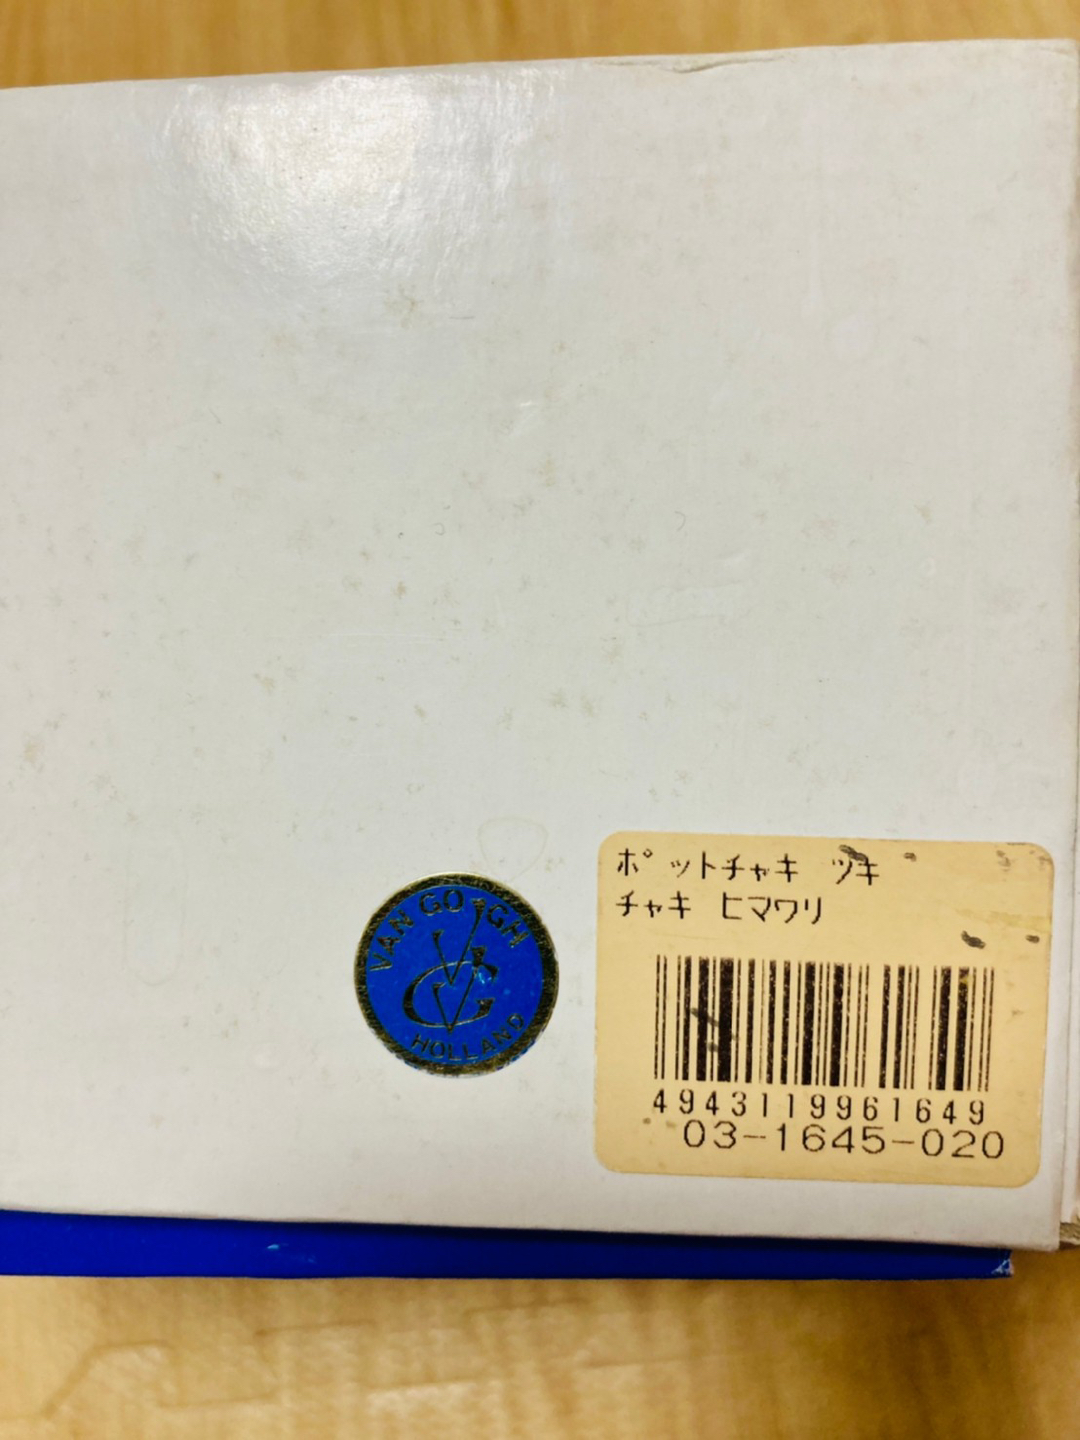 VAN GOGH
HOLLAND
ポットチャキ ツキ
チャキ ヒマワリ
4943119961649
03-1645-020